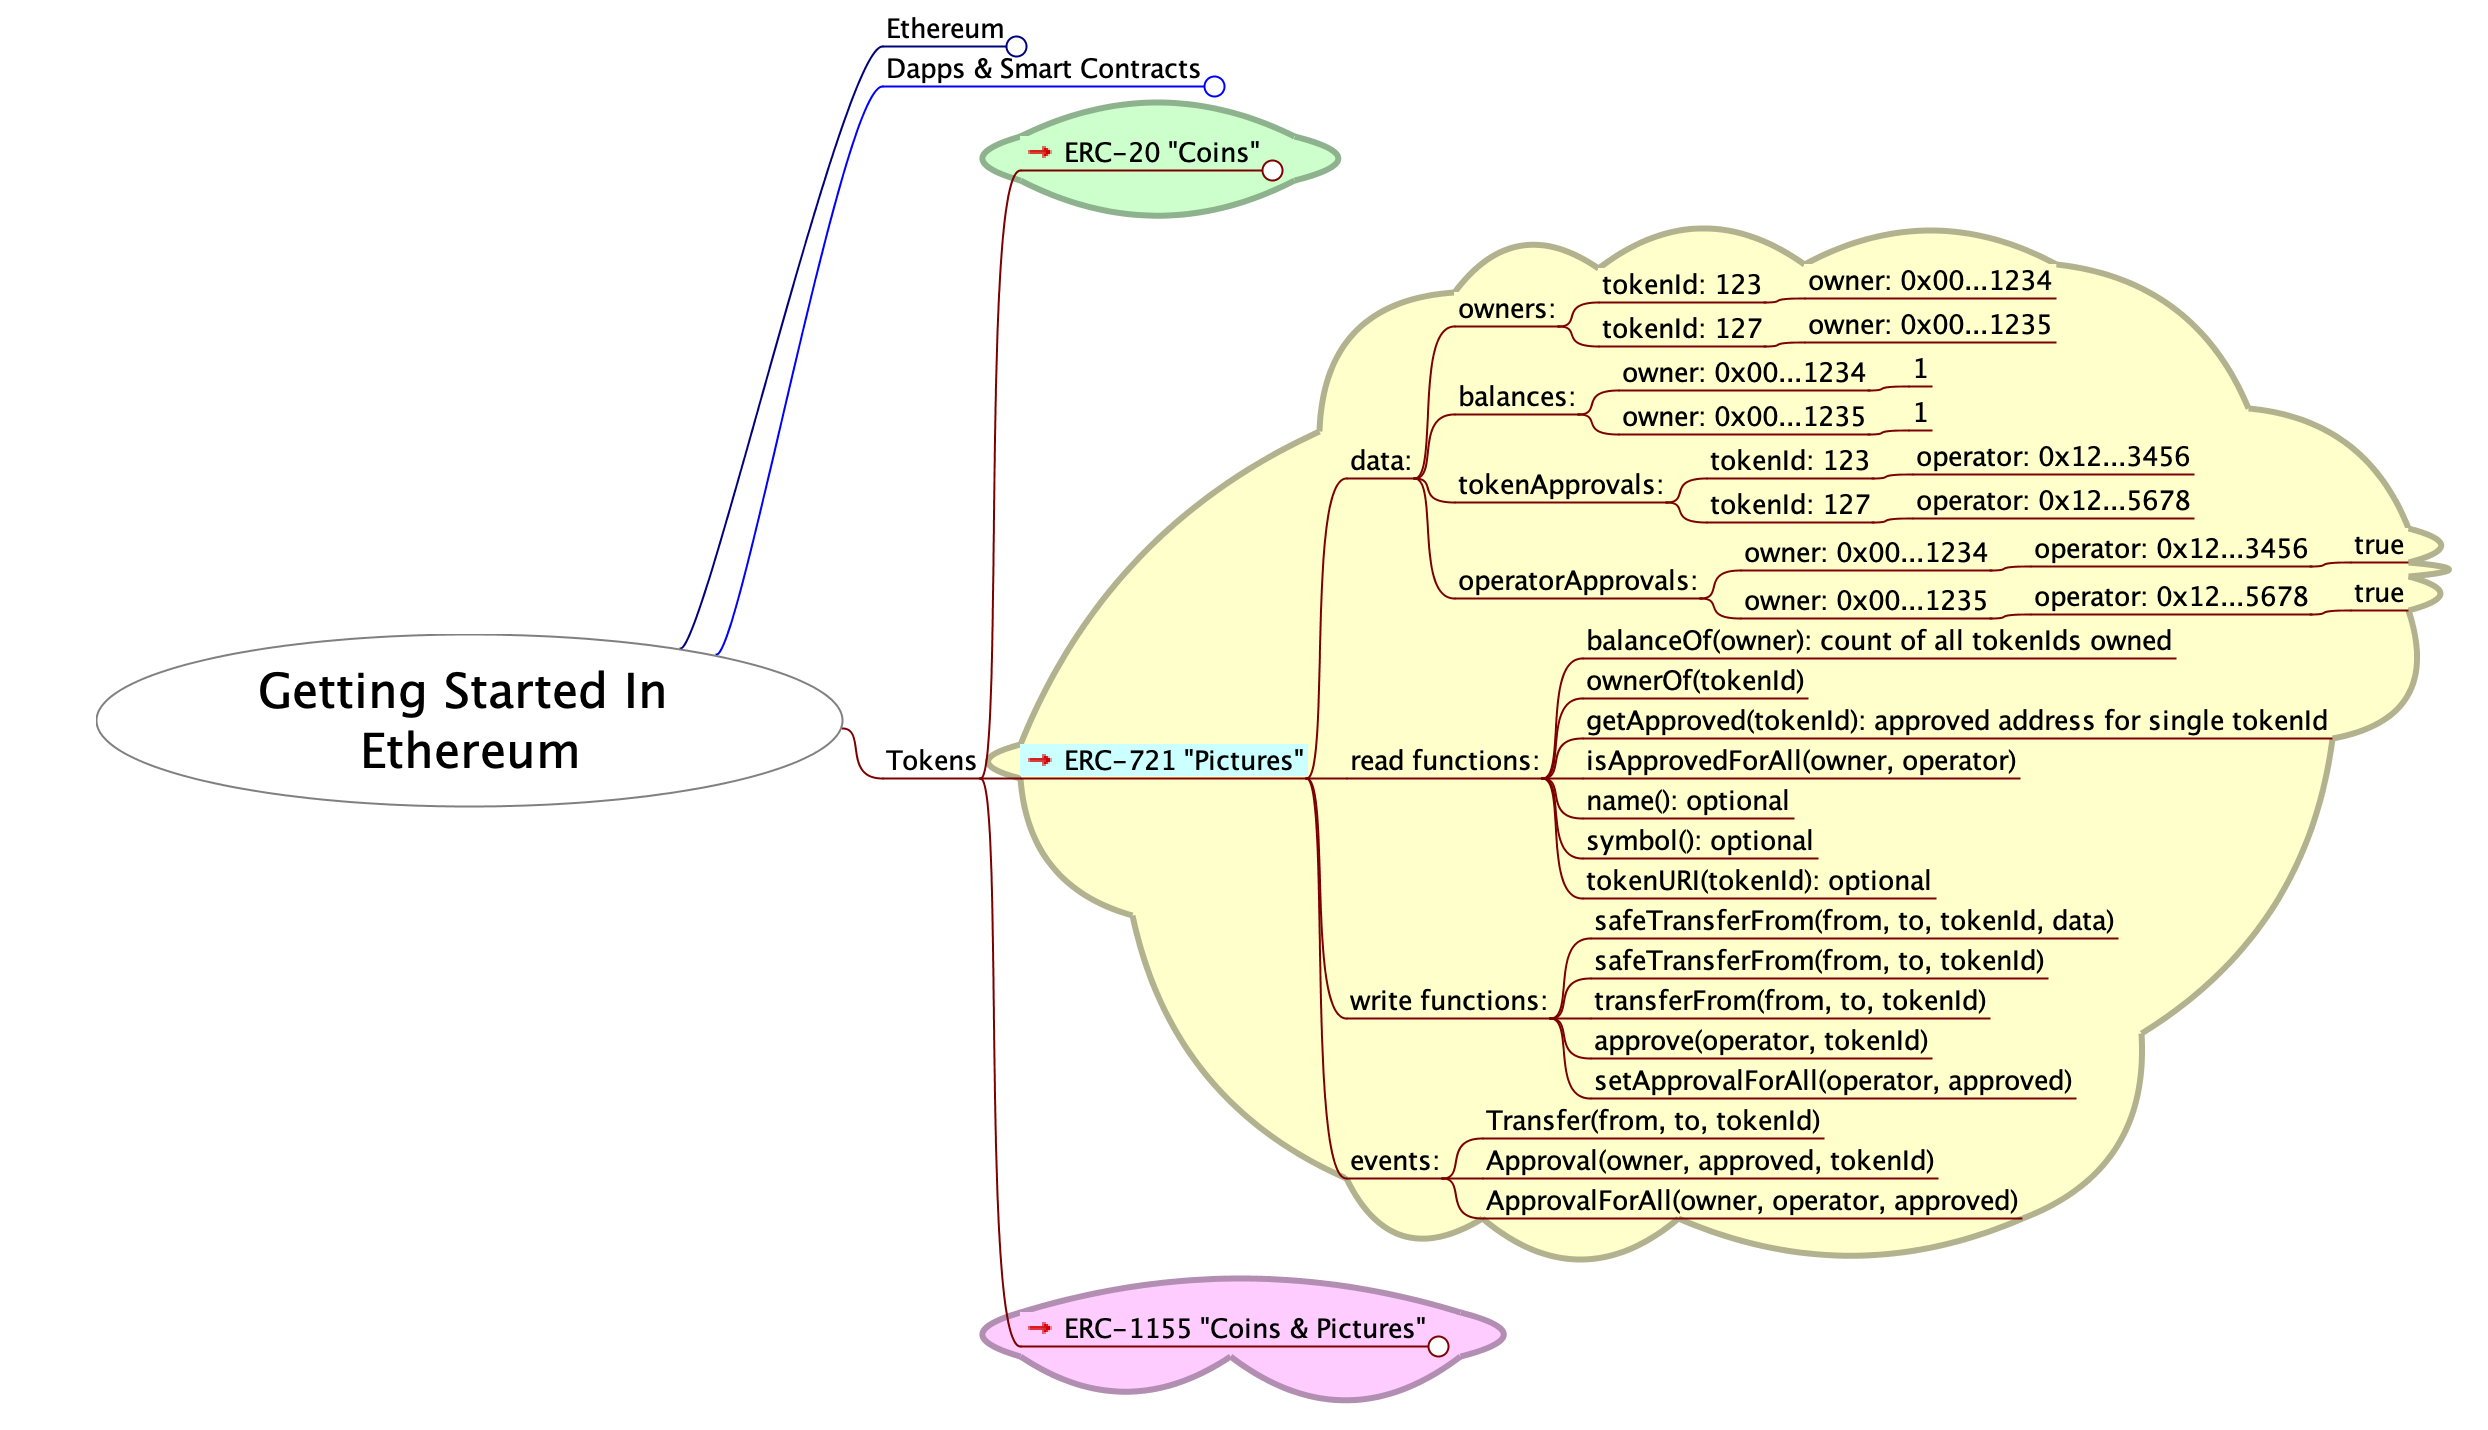 Ethereum
Dapps & Smart Contracts
ERC-20 "Coins"
Getting Started In
Ethereum
Tokens
ERC-721 "Pictures"
data:
owners:
tokenId: 123
owner: 0x00...1234
tokenId: 127
owner: 0x00...1235
balances:
owner: 0x00...1234
1
owner: 0x00...1235
1
tokenApprovals:
tokenId: 123
operator: 0x12...3456
tokenId: 127
operator: 0x12...5678
operatorApprovals:
owner: 0x00...1234
operator: 0x12...3456
true
owner: 0x00...1235
operator: 0x12...5678
true
read functions:
balanceOf(owner): count of all tokenIds owned
ownerOf(tokenId)
getApproved(tokenId): approved address for single tokenId
isApprovedForAll(owner, operator)
name(): optional
symbol(): optional
tokenURI(tokenId): optional
write functions:
safeTransferFrom(from, to, tokenId, data)
safeTransferFrom(from, to, tokenId)
transferFrom(from, to, tokenId)
approve(operator, tokenId)
setApprovalForAll(operator, approved)
events:
Transfer(from, to, tokenId)
Approval(owner, approved, tokenId)
ApprovalForAll(owner, operator, approved)
ERC-1155 "Coins & Pictures"